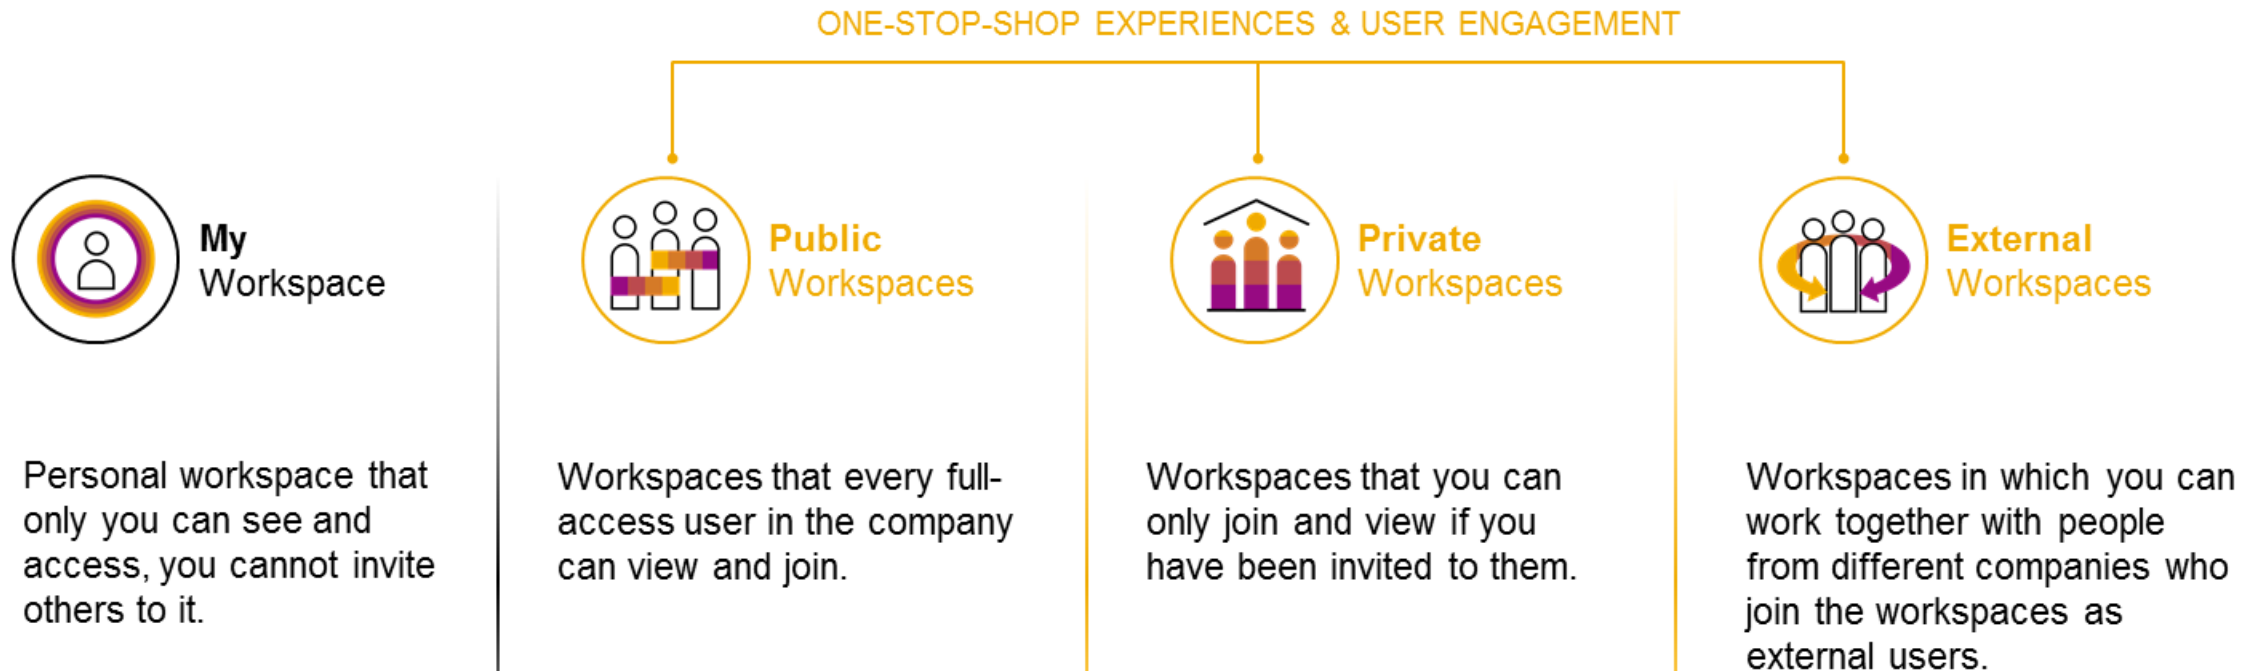 ONE-STOP-SHOP EXPERIENCES & USER ENGAGEMENT
My
Workspace
Personal workspace that
only you can see and
access, you cannot invite
others to it.
Public
Workspaces
Workspaces that every full-
access user in the company
can view and join.
Private
Workspaces
Workspaces that you can
only join and view if you
have been invited to them.
External
Workspaces
Workspaces in which you can
work together with people
from different companies who
join the workspaces as
external users.